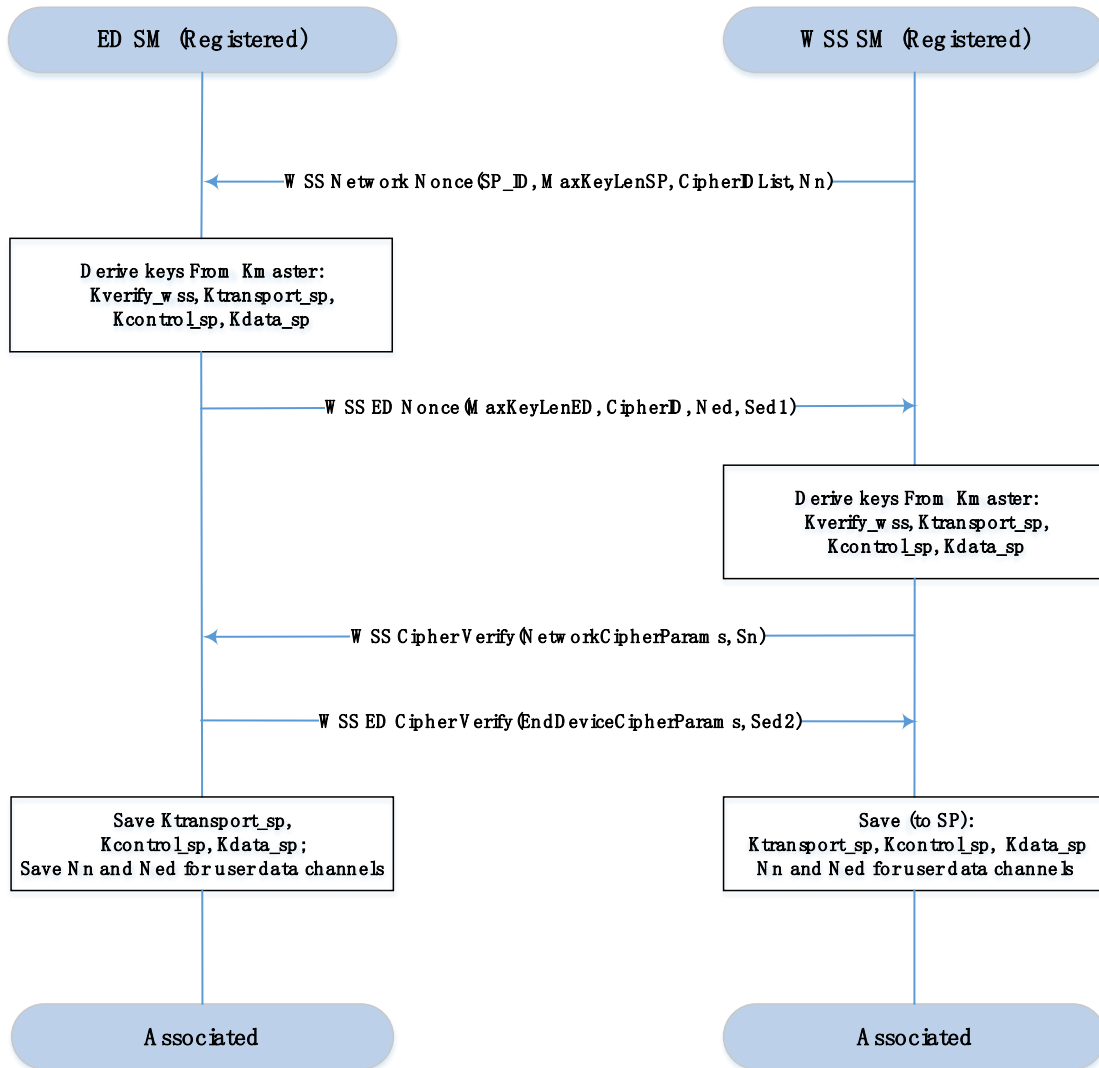 ED SM (Registered)
WSS SM (Registered)
WSS Network Nonce(SP_ID, MaxKeyLenSP, CipherIDList, Nn)
Derive keys From Kmaster:
Kverify_wss, Ktransport_sp,
Kcontrol_sp, Kdata_sp
WSS ED Nonce(MaxKeyLenED, CipherID, Ned, Sed1)
Derive keys From Kmaster:
Kverify_wss, Ktransport_sp,
Kcontrol_sp, Kdata_sp
WSS CipherVerify(NetworkCipherParams, Sn)
WSS ED CipherVerify(EndDeviceCipherParams, Sed2)
Save Ktransport_sp,
Kcontrol_sp, Kdata_sp;
Save Nn and Ned for user data channels
Save (to SP):
Ktransport_sp, Kcontrol_sp, Kdata_sp
Nn and Ned for user data channels
Associated
Associated